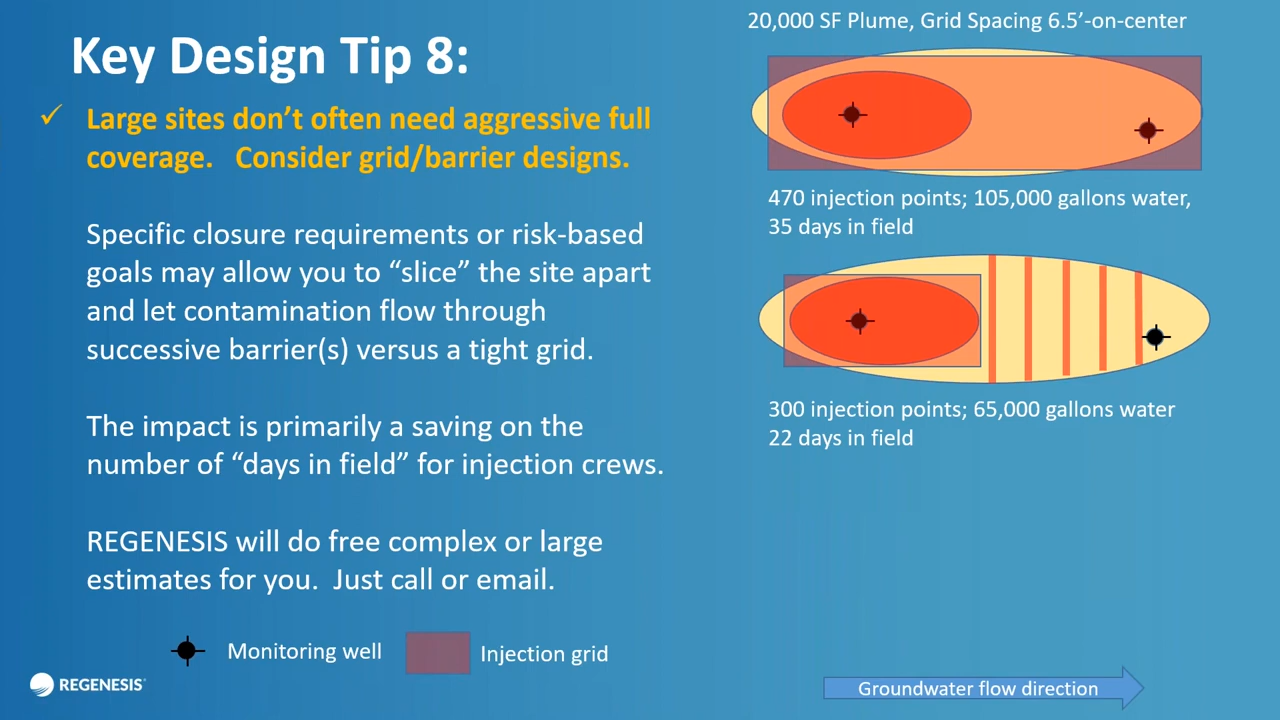 Key Design Tip 8:
✓ Large sites don’t often need aggressive full
coverage.   Consider grid/barrier designs.
Specific closure requirements or risk-based
goals may allow you to “slice” the site apart
and let contamination flow through
successive barrier(s) versus a tight grid.
The impact is primarily a saving on the
number of “days in field” for injection crews.
REGENESIS will do free complex or large
estimates for you.  Just call or email.
Monitoring well
Injection grid
REGENESIS
20,000 SF Plume, Grid Spacing 6.5’-on-center
470 injection points; 105,000 gallons water,
35 days in field
300 injection points; 65,000 gallons water
22 days in field
Groundwater flow direction